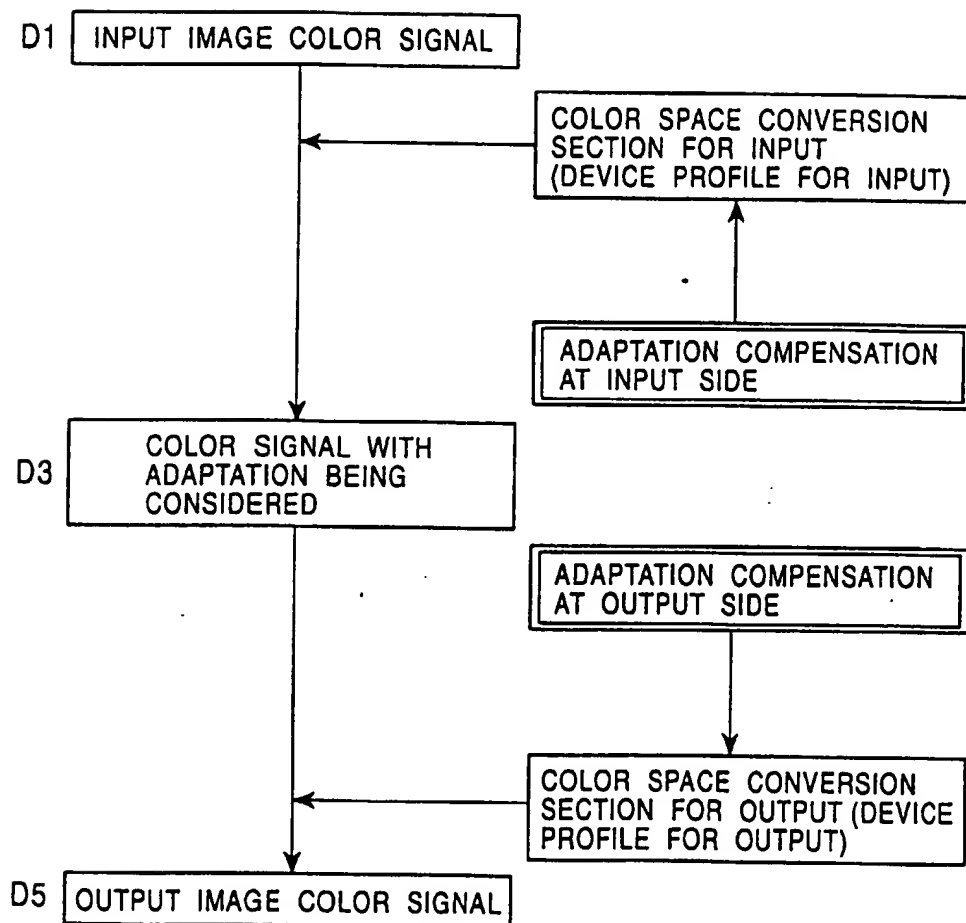 D1 INPUT IMAGE COLOR SIGNAL
COLOR SPACE CONVERSION
SECTION FOR INPUT
(DEVICE PROFILE FOR INPUT)
ADAPTATION COMPENSATION
AT INPUT SIDE
D3
COLOR SIGNAL WITH
ADAPTATION BEING
CONSIDERED
ADAPTATION COMPENSATION
AT OUTPUT SIDE
COLOR SPACE CONVERSION
SECTION FOR OUTPUT (DEVICE
PROFILE FOR OUTPUT)
D5 OUTPUT IMAGE COLOR SIGNAL